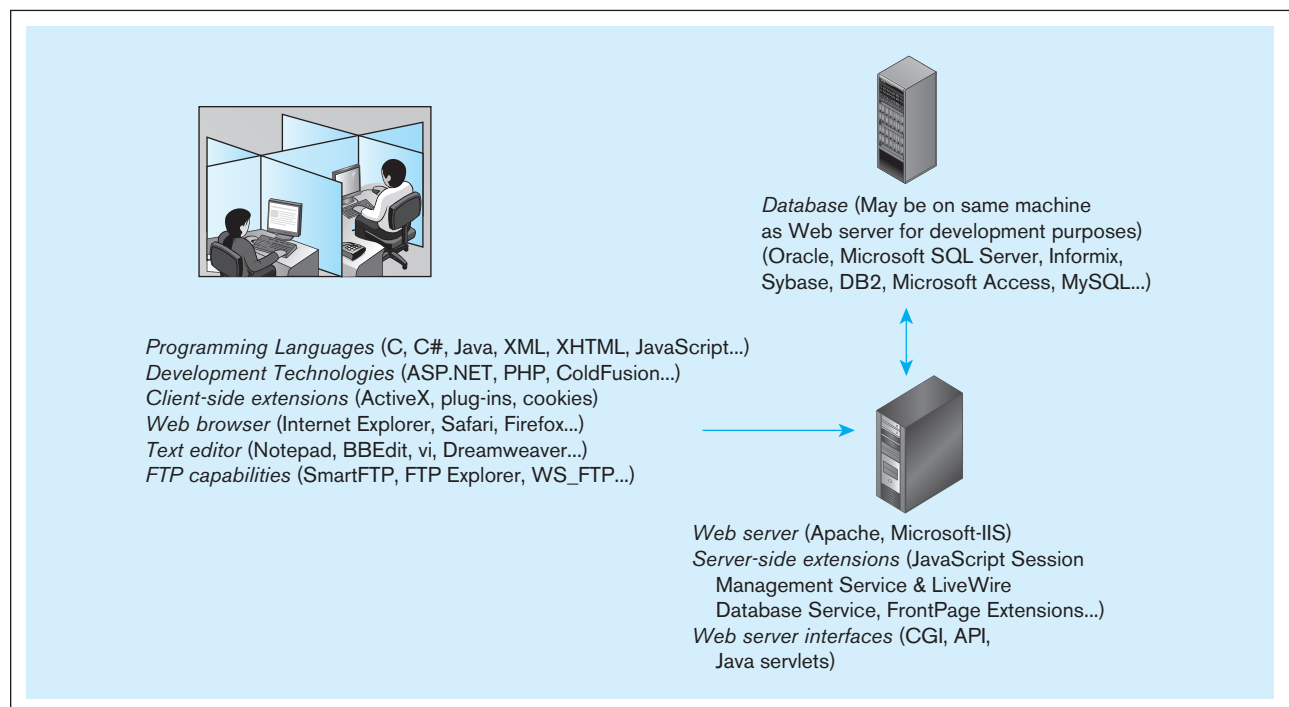 Database (May be on same machine
as Web server for development purposes)
(Oracle, Microsoft SQL Server, Informix,
Sybase, DB2, Microsoft Access, MySQL...)
Programming Languages (C, C#, Java, XML, XHTML, JavaScript...)
Development Technologies (ASP.NET, PHP, ColdFusion...)
Client-side extensions (ActiveX, plug-ins, cookies)
Web browser (Internet Explorer, Safari, Firefox...)
Text editor (Notepad, BBEdit, vi, Dreamweaver...)
FTP capabilities (SmartFTP, FTP Explorer, WS_FTP...)
Web server (Apache, Microsoft-IIS)
Server-side extensions (JavaScript Session
Management Service & LiveWire
Database Service, FrontPage Extensions...)
Web server interfaces (CGI, API,
Java servlets)